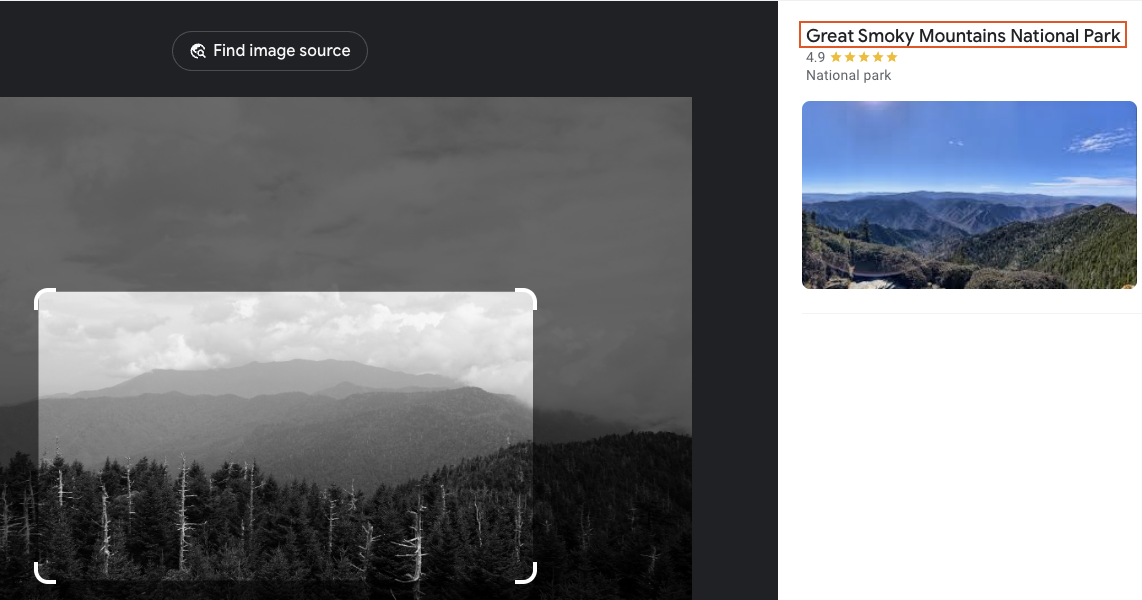 Find image source
Great Smoky Mountains National Park
4.9
National park